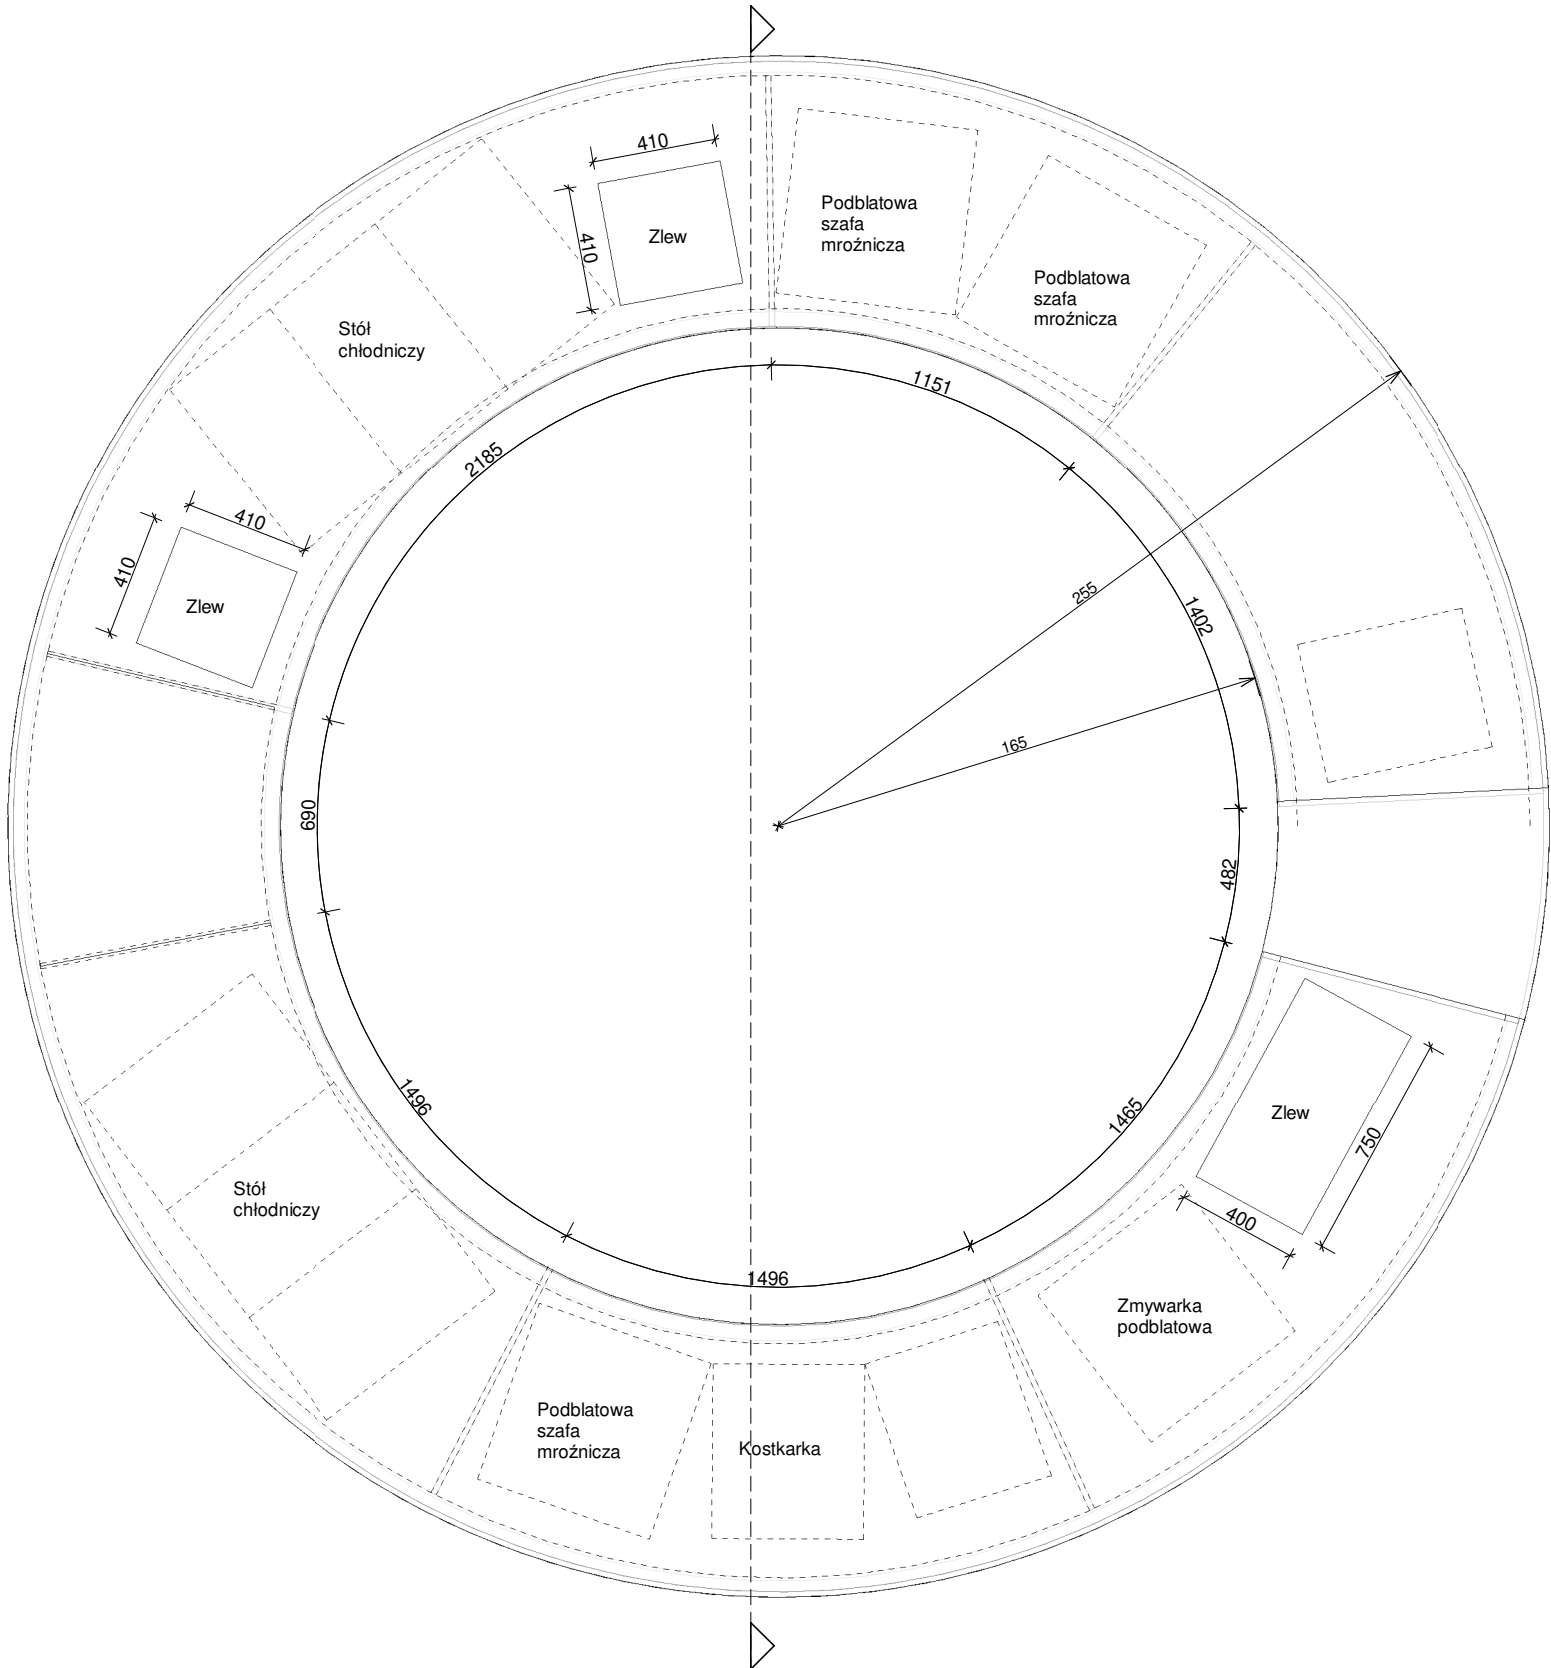 410
410
Zlew
Podblatowa
szafa
mroźnicza
Podblatowa
szafa
mroźnicza
Stół
chłodniczy
1151
2185
410
410
Zlew
255
1402
165
690
482
1496
1465
Zlew
750
400
Stół
chłodniczy
1496
Zmywarka
podblatowa
Podblatowa
szafa
mroźnicza
Kostkarka